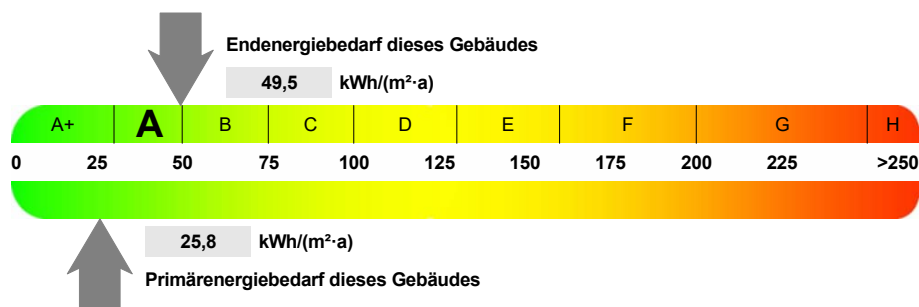 Endenergiebedarf dieses Gebäudes
49,5 kWh/(m²·a)
A+ A B C D E F G H
0 25 50 75 100 125 150 175 200 225 >250
25,8 kWh/(m²·a)
Primärenergiebedarf dieses Gebäudes